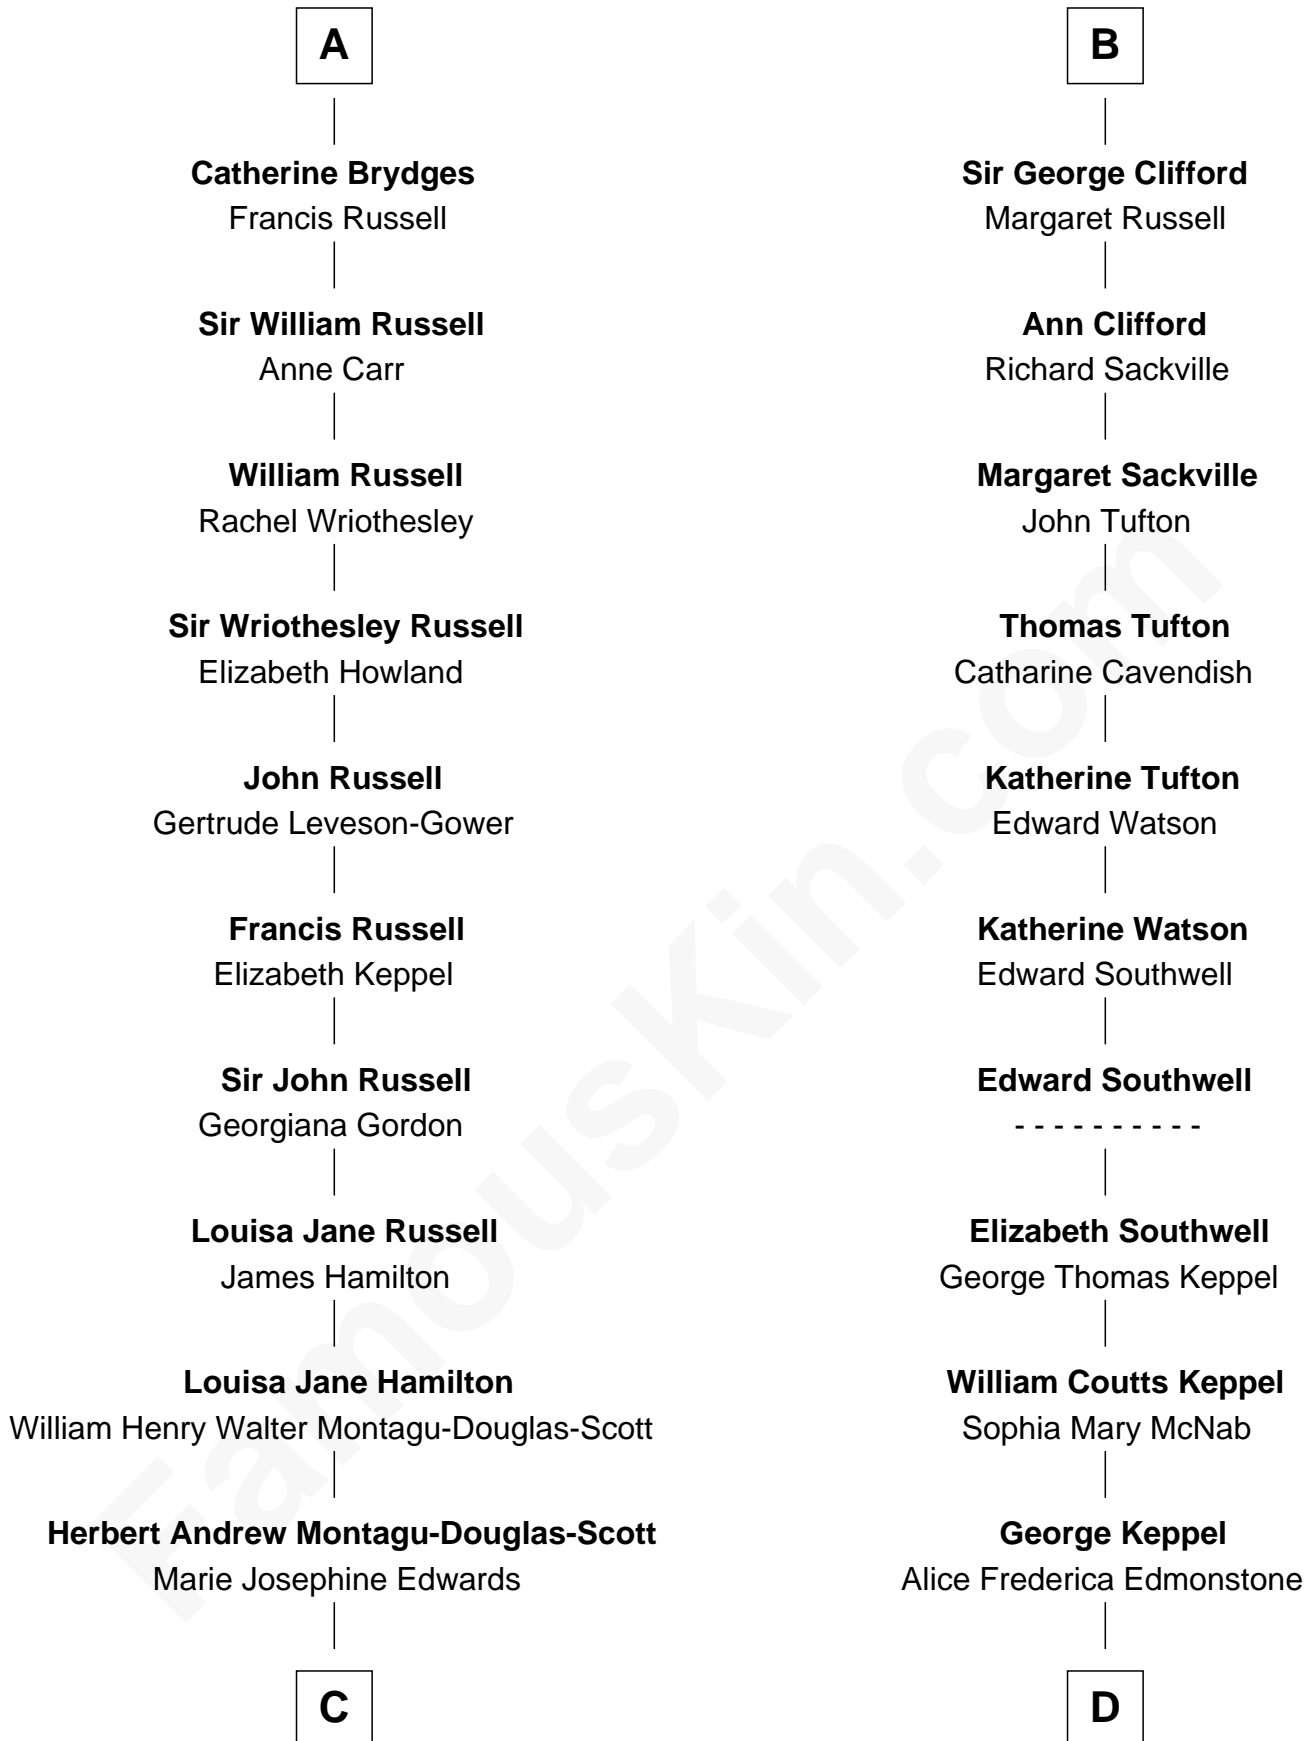 A
Catherine Brydges
Francis Russell
Sir William Russell
Anne Carr
William Russell
Rachel Wriothesley
Sir Wriothesley Russell
Elizabeth Howland
John Russell
Gertrude Leveson-Gower
Francis Russell
Elizabeth Keppel
Sir John Russell
Georgiana Gordon
Louisa Jane Russell
James Hamilton
Louisa Jane Hamilton
William Henry Walter Montagu-Douglas-Scott
Herbert Andrew Montagu-Douglas-Scott
Marie Josephine Edwards
C
B
Sir George Clifford
Margaret Russell
Ann Clifford
Richard Sackville
Margaret Sackville
John Tufton
Thomas Tufton
Catharine Cavendish
Katherine Tufton
Edward Watson
Katherine Watson
Edward Southwell
Edward Southwell
- - - - - - - - - -
Elizabeth Southwell
George Thomas Keppel
William Coutts Keppel
Sophia Mary McNab
George Keppel
Alice Frederica Edmonstone
D
FamousKin.com